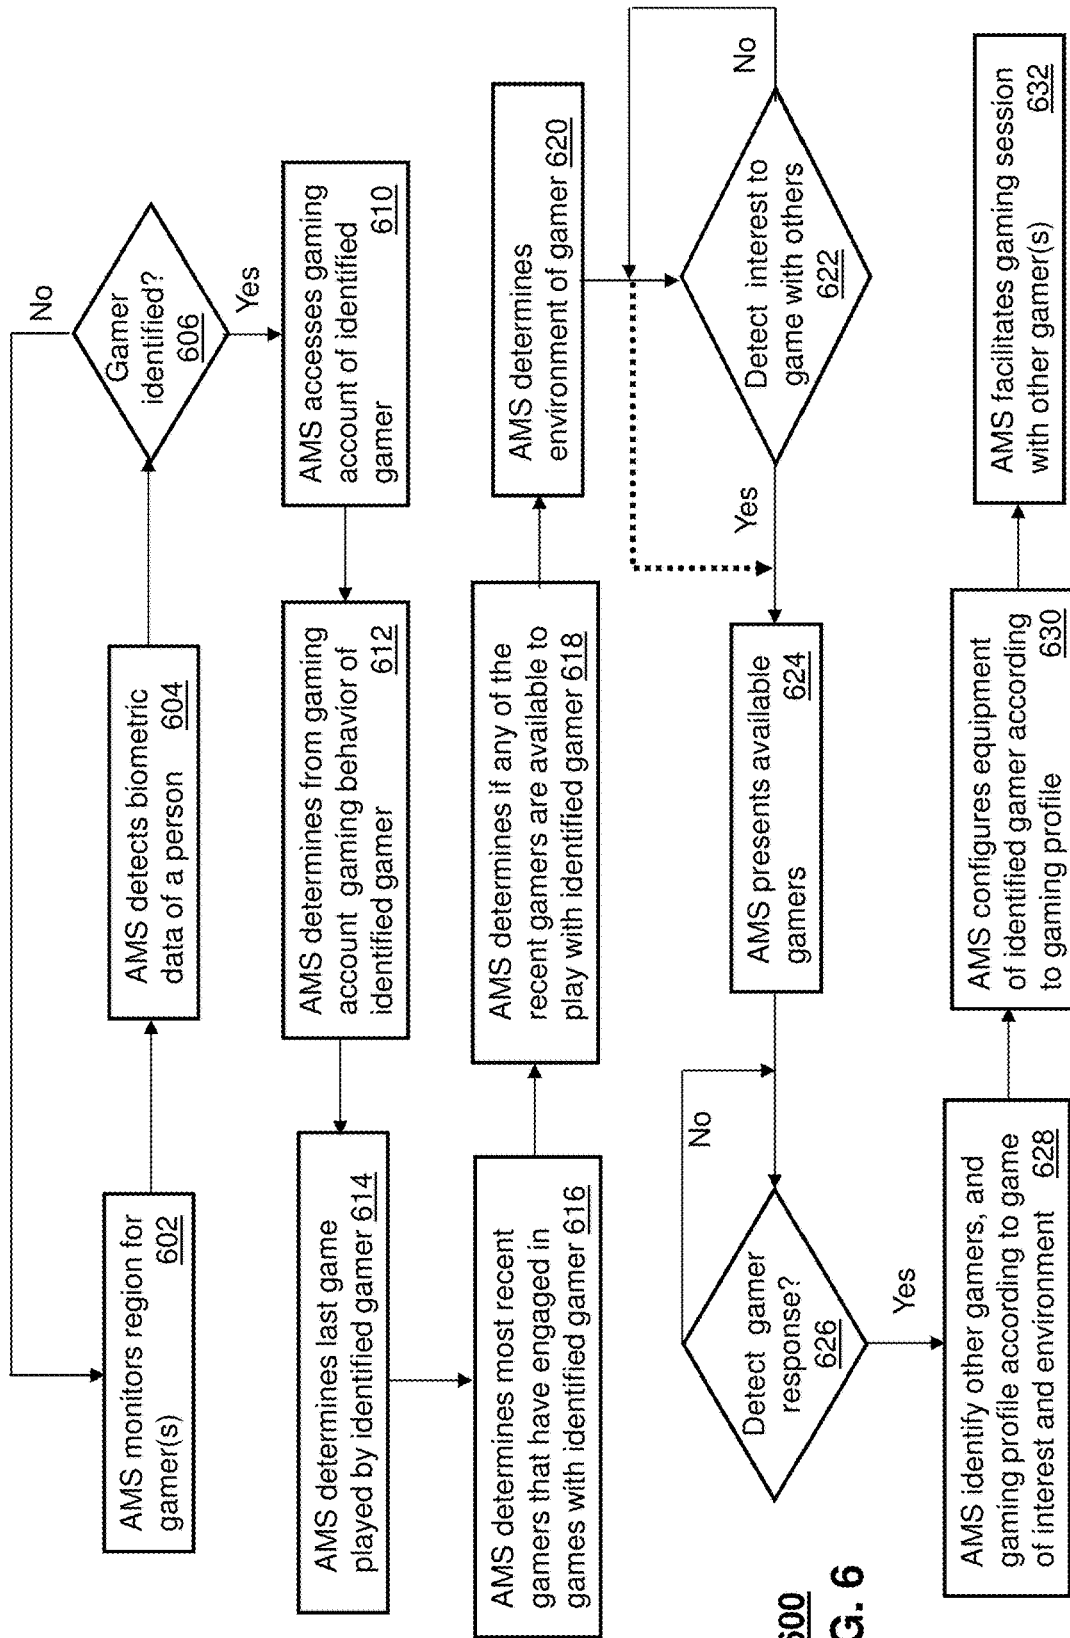 AMS monitors region for
gamer(s) 602
AMS detects biometric
data of a person 604
Gamer
identified?
606
No
Yes
AMS accesses gaming
account of identified
gamer 610
AMS determines from gaming
account gaming behavior of
identified gamer 612
AMS determines last game
played by identified gamer 614
AMS determines most recent
gamers that have engaged in
games with identified gamer 616
AMS determines if any of the
recent gamers are available to
play with identified gamer 618
AMS determines
environment of gamer 620
Detect interest to
game with others
622
No
Yes
AMS presents available
gamers 624
No
Detect gamer
response?
626
Yes
AMS identify other gamers, and
gaming profile according to game
of interest and environment 628
AMS configures equipment
of identified gamer according
to gaming profile 630
AMS facilitates gaming session
with other gamer(s) 632
600
G. 6